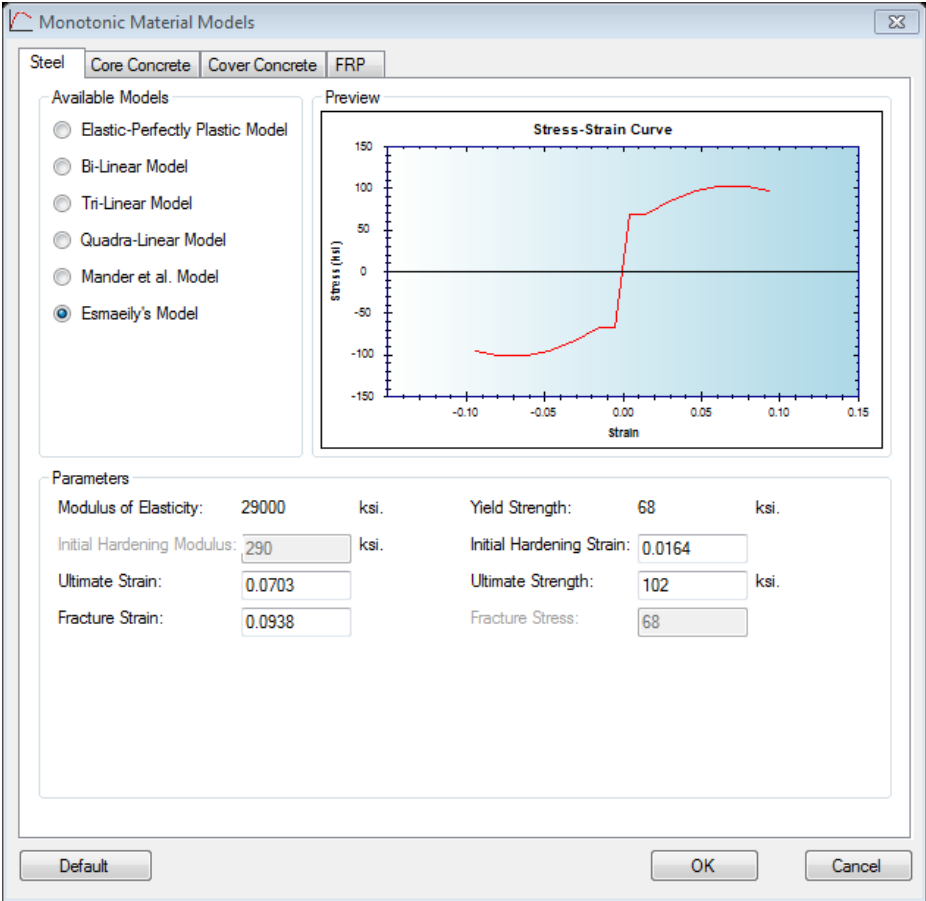 Monotonic Material Models
Steel Core Concrete Cover Concrete FRP
Available Models
Elastic-Perfectly Plastic Model
Bi-Linear Model
Tri-Linear Model
Quadra-Linear Model
Mander et al. Model
Esmaeily's Model
Preview
Stress-Strain Curve
150
100
50
0
-50
-100
-150
Stress (ksi)
-0.10 -0.05 0.00 0.05 0.10 0.15
Strain
Parameters
Modulus of Elasticity: 29000 ksi. Yield Strength: 68 ksi.
Initial Hardening Modulus: 290 ksi. Initial Hardening Strain: 0.0164
Ultimate Strain: 0.0703 Ultimate Strength: 102 ksi.
Fracture Strain: 0.0938 Fracture Stress: 68
Default OK Cancel